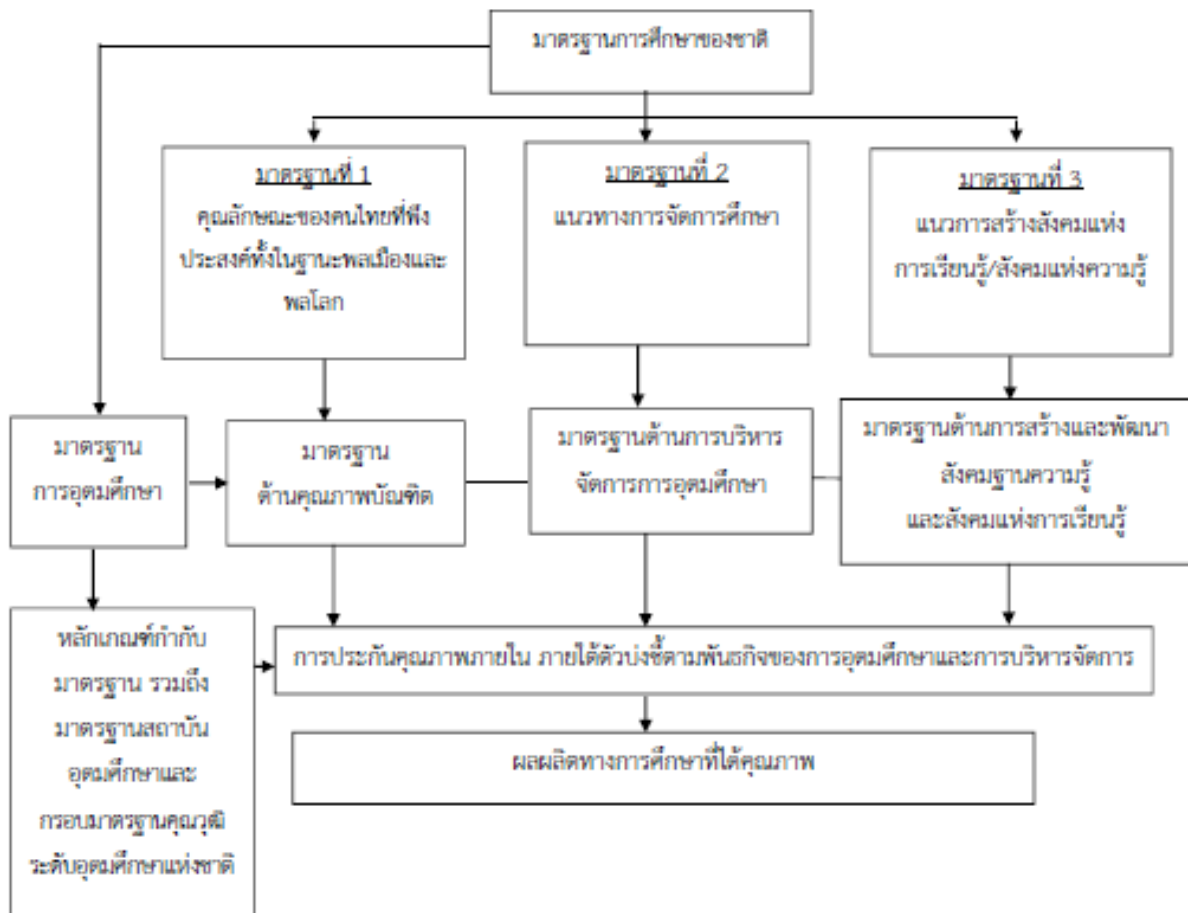 มาตรฐานการศึกษาของชาติ
มาตรฐานที่ 1
คุณลักษณะของคนไทยที่พึง
ประสงค์ทั้งในฐานะพลเมืองและ
พลโลก
มาตรฐานที่ 2
แนวทางการจัดการศึกษา
มาตรฐานที่ 3
แนวการสร้างสังคมแห่ง
การเรียนรู้/สังคมแห่งความรู้
มาตรฐาน
การอุดมศึกษา
มาตรฐาน
ด้านคุณภาพบัณฑิต
มาตรฐานด้านการบริหาร
จัดการการอุดมศึกษา
มาตรฐานด้านการสร้างและพัฒนา
สังคมฐานความรู้
และสังคมแห่งการเรียนรู้
หลักเกณฑ์กำกับ
มาตรฐาน รวมถึง
มาตรฐานสถาบัน
อุดมศึกษาและ
กรอบมาตรฐานคุณวุฒิ
ระดับอุดมศึกษาแห่งชาติ
การประกันคุณภาพภายใน ภายใต้ตัวบ่งชี้ตามพันธกิจของการอุดมศึกษาและการบริหารจัดการ
ผลผลิตทางการศึกษาที่ได้คุณภาพ